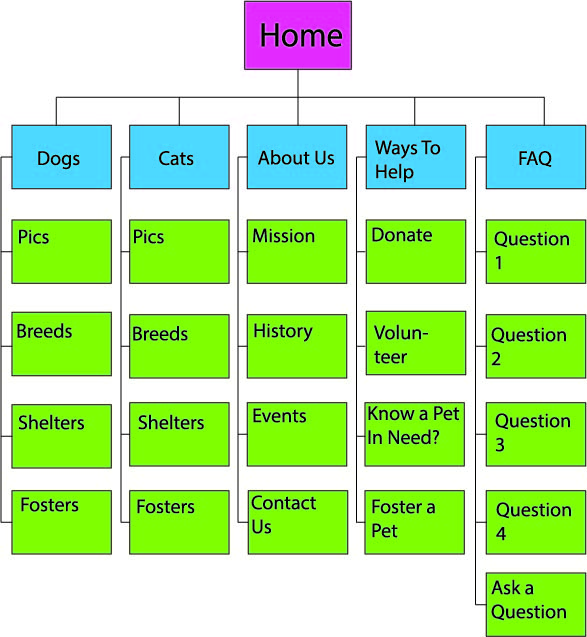 Home
Dogs
Pics
Breeds
Shelters
Fosters
Cats
Pics
Breeds
Shelters
Fosters
About Us
Mission
History
Events
Contact
Us
Ways To
Help
Donate
Volun-
teer
Know a Pet
In Need?
Foster a
Pet
FAQ
Question
1
Question
2
Question
3
Question
4
Ask a
Question